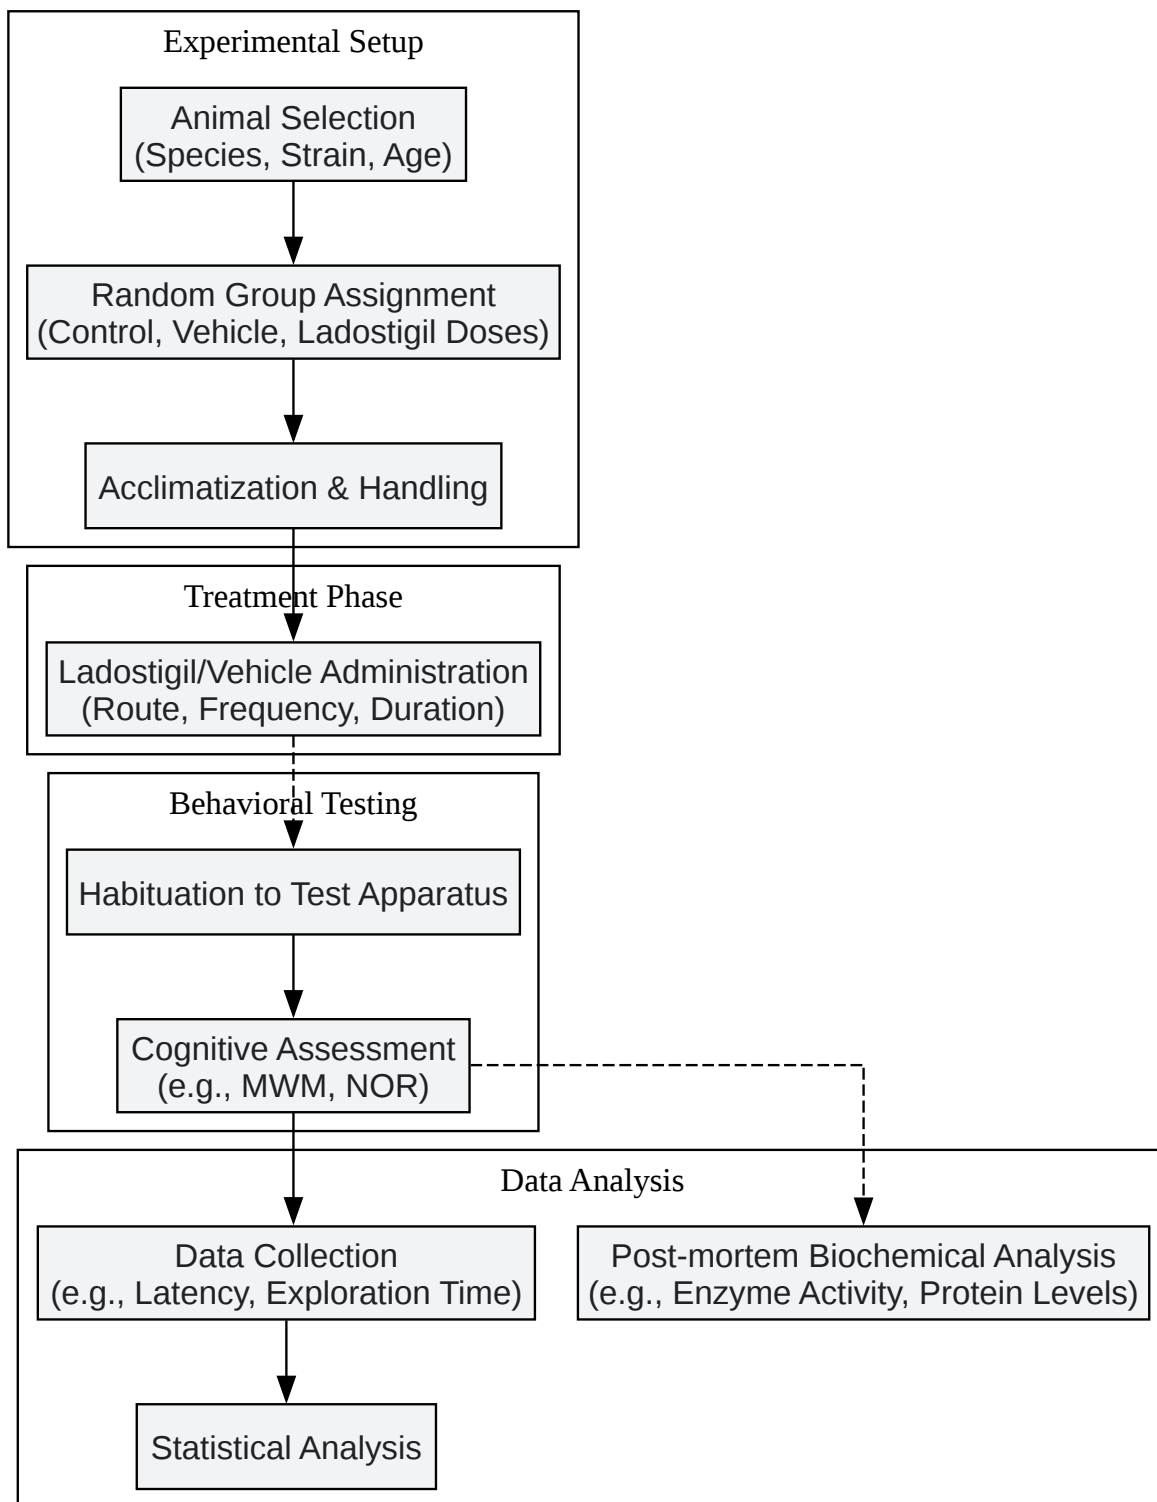 Experimental Setup
Animal Selection
(Species, Strain, Age)
Random Group Assignment
(Control, Vehicle, Ladostigil Doses)
Acclimatization & Handling
Treatment Phase
Ladostigil/Vehicle Administration
(Route, Frequency, Duration)
Behavioral Testing
Habituation to Test Apparatus
Cognitive Assessment
(e.g., MWM, NOR)
Data Analysis
Data Collection
(e.g., Latency, Exploration Time)
Post-mortem Biochemical Analysis
(e.g., Enzyme Activity, Protein Levels)
Statistical Analysis